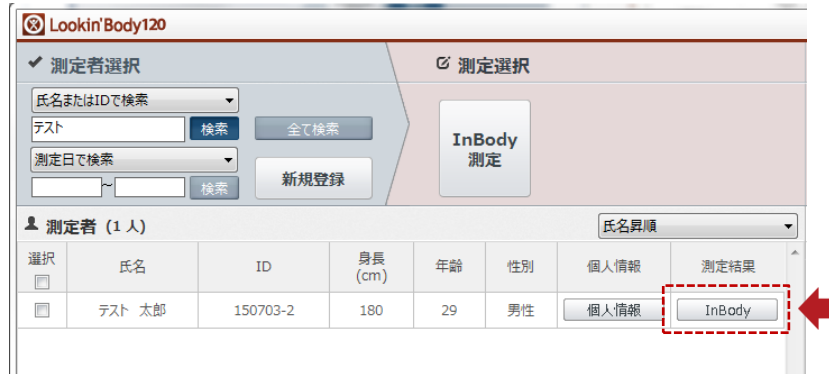 Lookin'Body120
測定者選択
測定選択
氏名またはIDで検索
テスト 検索 全て検索
測定日で検索
~ 検索
新規登録
InBody
測定
測定者 (1人)
氏名昇順
選択 氏名 ID 身長 (cm) 年齢 性別 個人情報 測定結果
テスト 太郎 150703-2 180 29 男性 個人情報 InBody